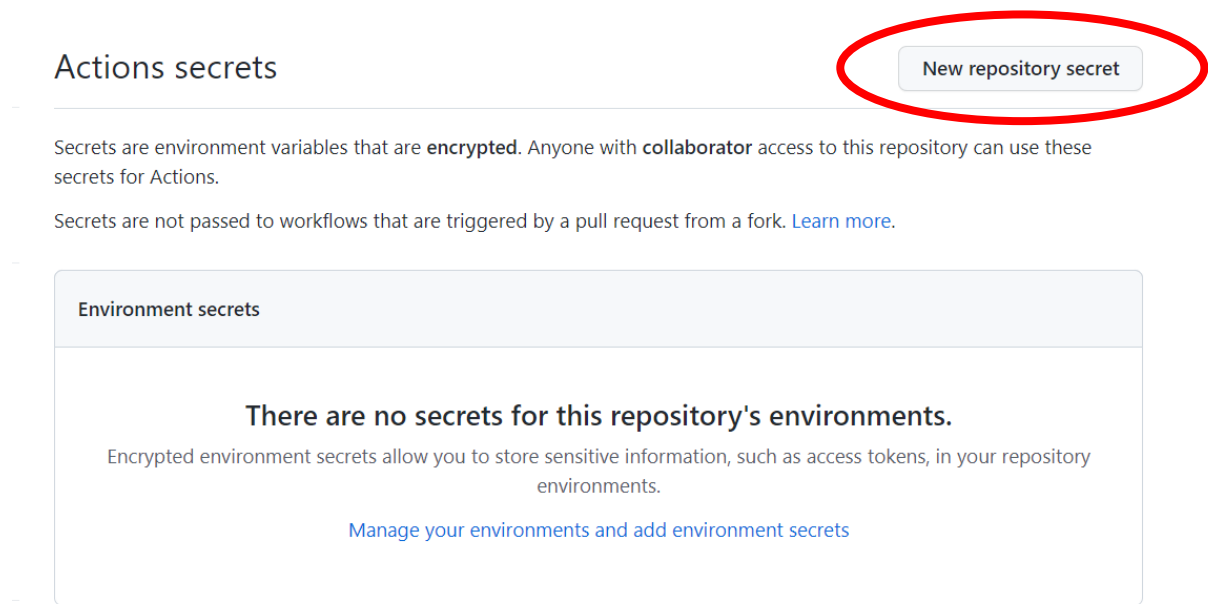 Actions secrets
New repository secret
Secrets are environment variables that are encrypted. Anyone with collaborator access to this repository can use these
secrets for Actions.
Secrets are not passed to workflows that are triggered by a pull request from a fork. Learn more.
Environment secrets
There are no secrets for this repository's environments.
Encrypted environment secrets allow you to store sensitive information, such as access tokens, in your repository
environments.
Manage your environments and add environment secrets